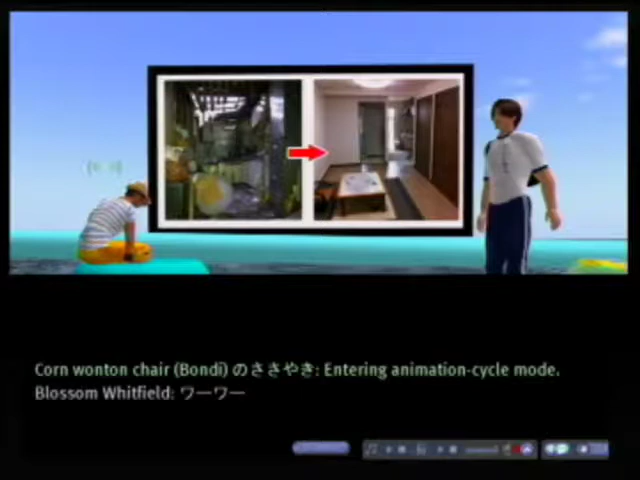 Corn wonton chair (Bondi) のささやき: Entering animation-cycle mode.
Blossom Whitfield: ワーワー